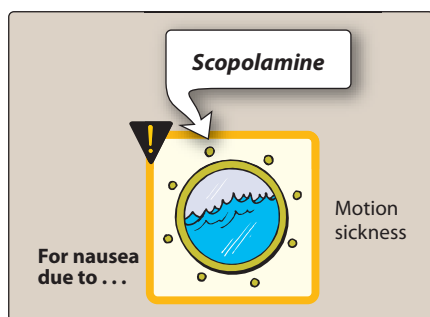 Scopolamine
!
Motion
sickness
For nausea
due to . . .